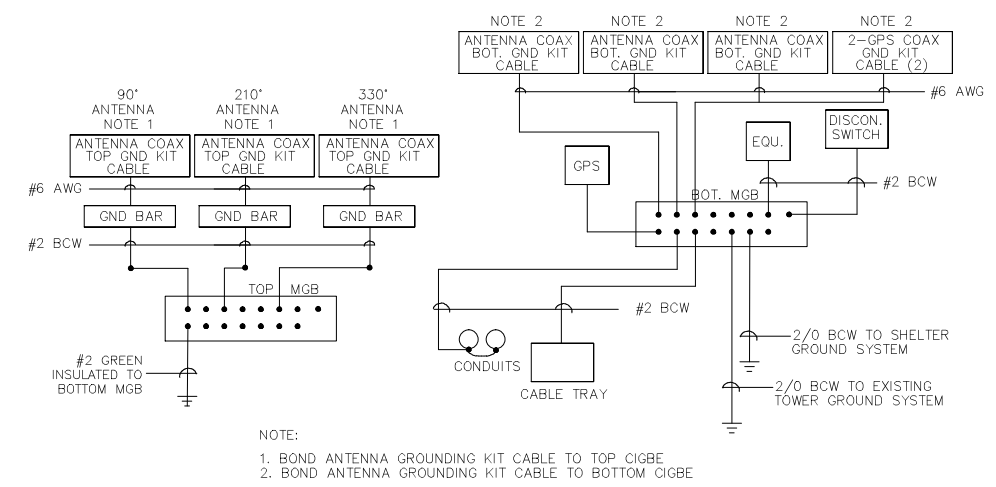 NOTE 2
ANTENNA COAX
BOT. GND KIT
CABLE
NOTE 2
ANTENNA COAX
BOT. GND KIT
CABLE
NOTE 2
ANTENNA COAX
BOT. GND KIT
CABLE
NOTE 2
2-GPS COAX
GND KIT
CABLE (2)
#6 AWG
90°
ANTENNA
NOTE 1
ANTENNA COAX
TOP GND KIT
CABLE
210°
ANTENNA
NOTE 1
ANTENNA COAX
TOP GND KIT
CABLE
330°
ANTENNA
NOTE 1
ANTENNA COAX
TOP GND KIT
CABLE
#6 AWG
GND BAR
GND BAR
GND BAR
#2 BCW
TOP MGB
#2 GREEN
INSULATED TO
BOTTOM MGB
GPS
EQU.
DISCON.
SWITCH
#2 BCW
BOT. MGB
#2 BCW
CONDUITS
CABLE TRAY
2/0 BCW TO SHELTER
GROUND SYSTEM
2/0 BCW TO EXISTING
TOWER GROUND SYSTEM
NOTE:
1. BOND ANTENNA GROUNDING KIT CABLE TO TOP CIGBE
2. BOND ANTENNA GROUNDING KIT CABLE TO BOTTOM CIGBE